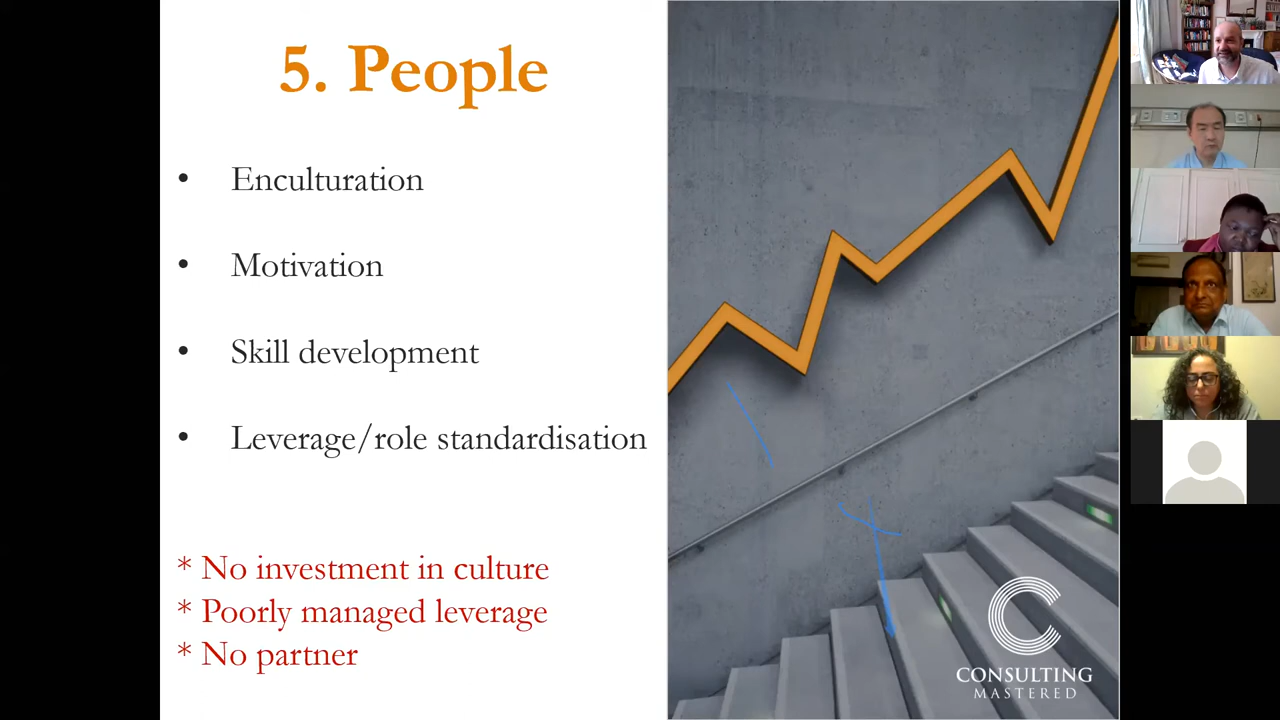 5. People
• Enculturation
• Motivation
• Skill development
• Leverage/role standardisation
* No investment in culture
* Poorly managed leverage
* No partner
CONSULTING
MASTERED